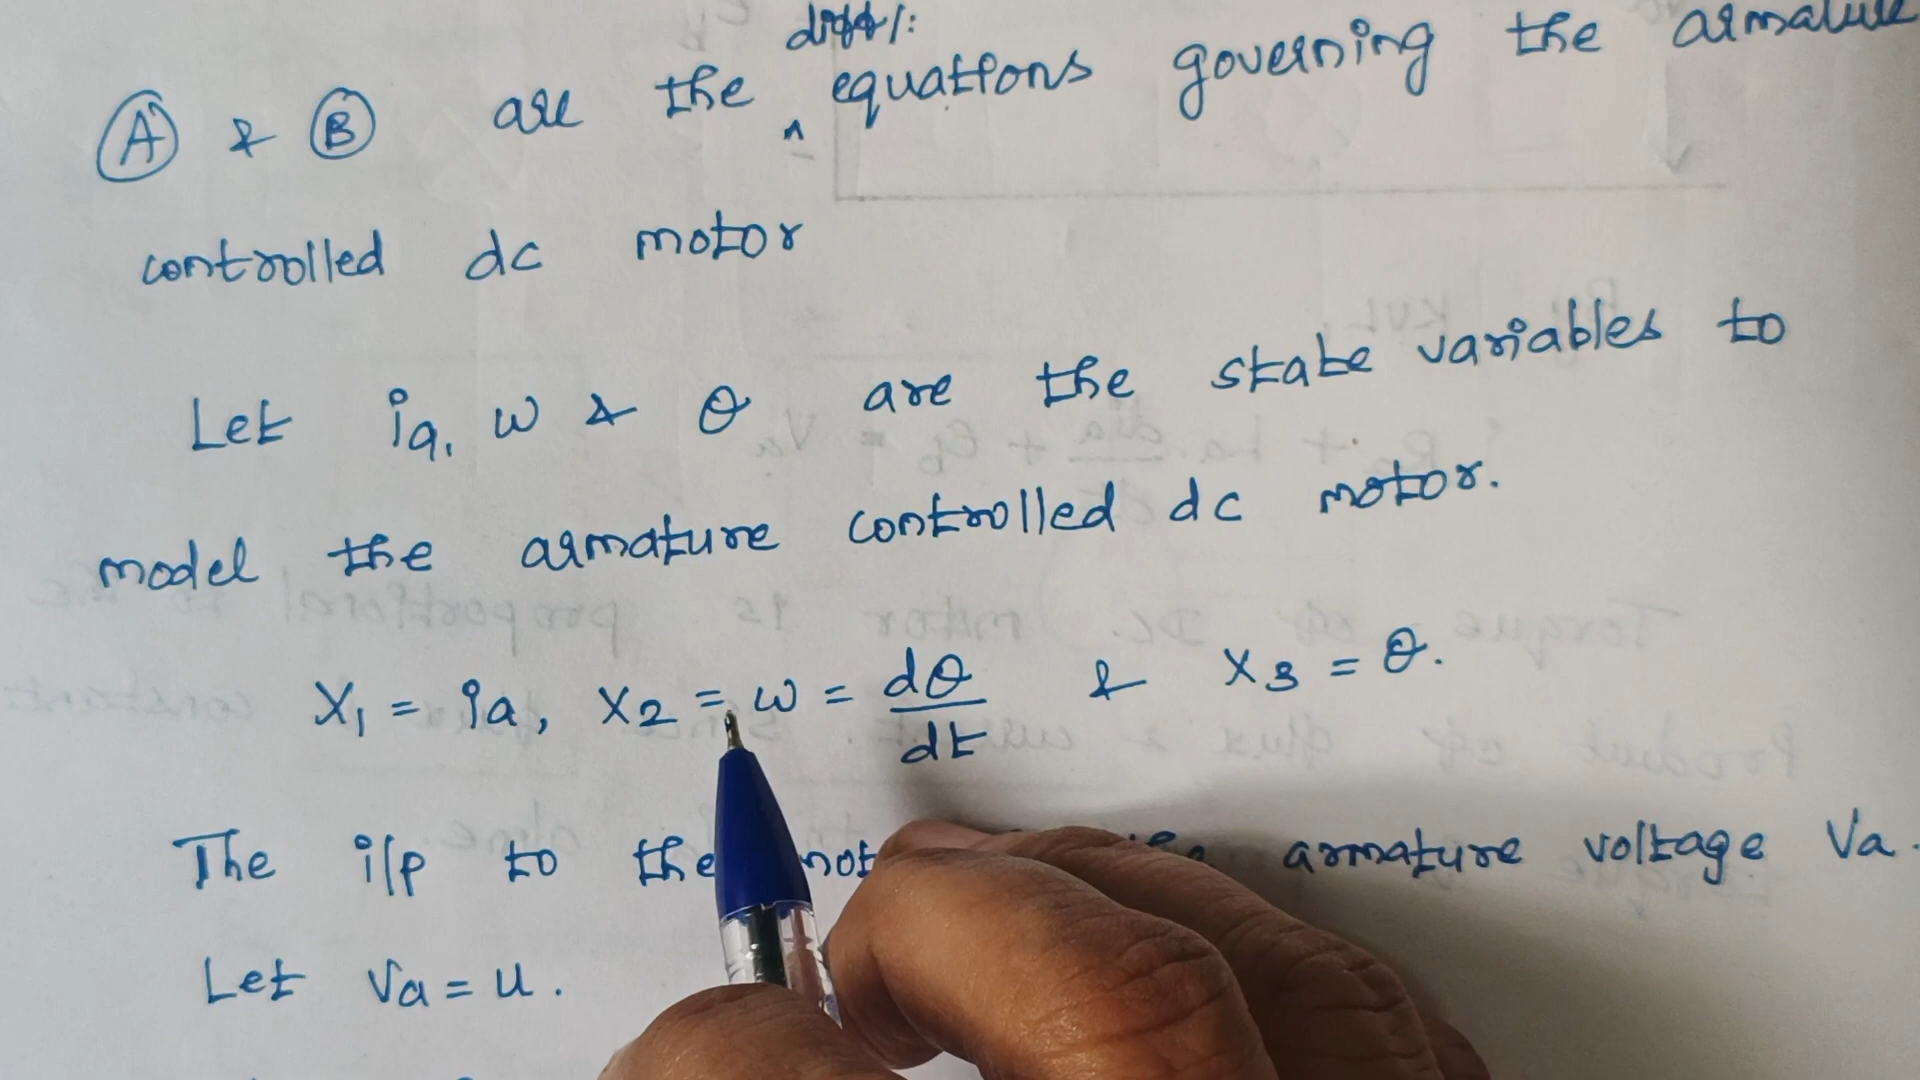 diff/:
Ⓐ & Ⓑ are the ^ equations governing the armature
controlled dc motor
Let ia, ω & θ are the state variables to
model the armature controlled dc motor.
X₁ = ia, X₂ = ω = dθ/dt & X₃ = θ.
The i/p to the armature voltage Va.
Let Va = u.